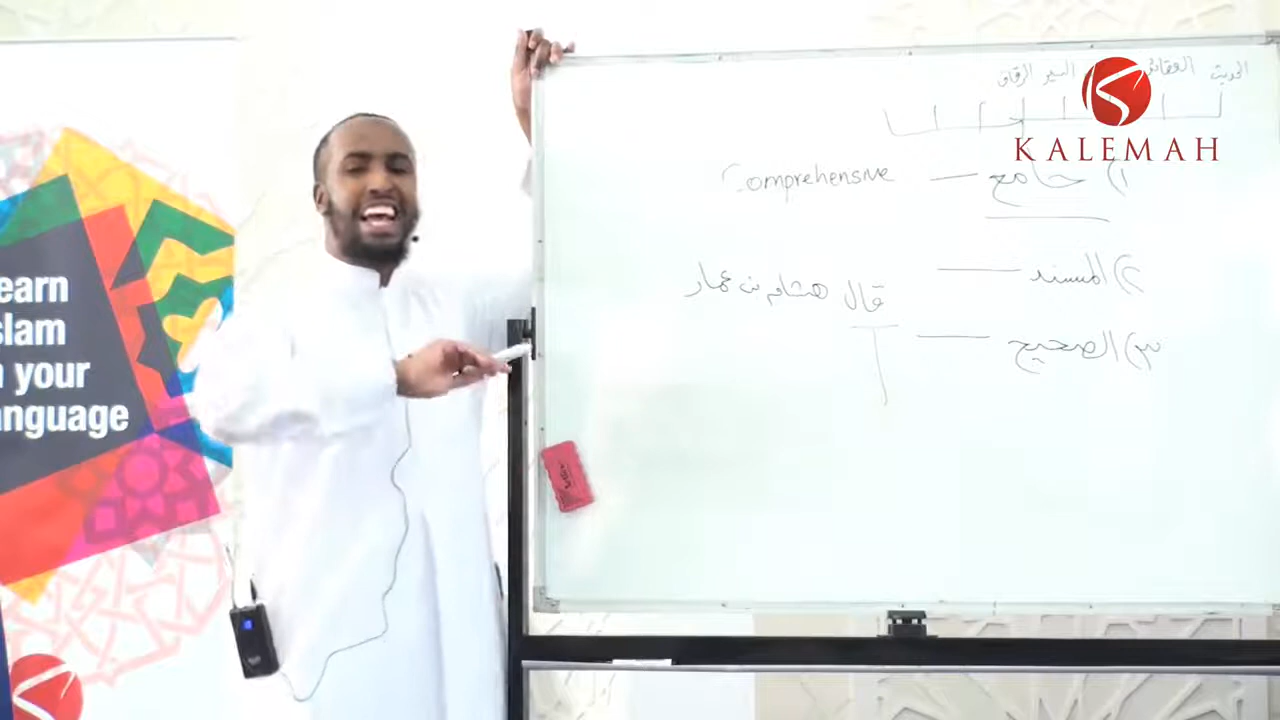 earn
slam
n your
anguage
الحديث العقائد السير الرقاق
KALEMAH
١) جامع — Comprehensive
٢) المسند —
قال هشام بن عمار
٣) الصحيح —